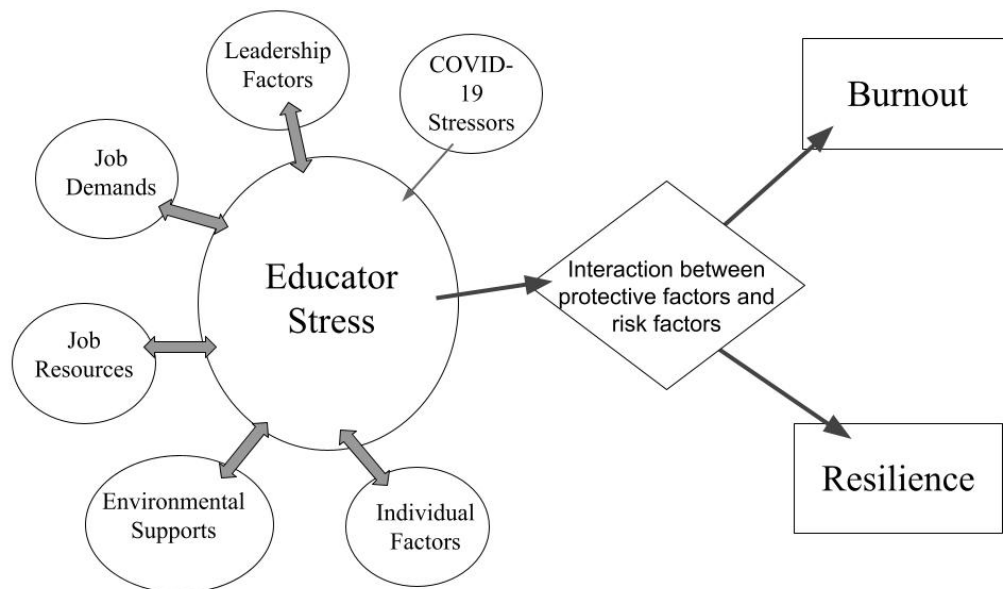 Leadership
Factors
COVID-
19
Stressors
Job
Demands
Educator
Stress
Job
Resources
Environmental
Supports
Individual
Factors
Interaction between
protective factors and
risk factors
Burnout
Resilience